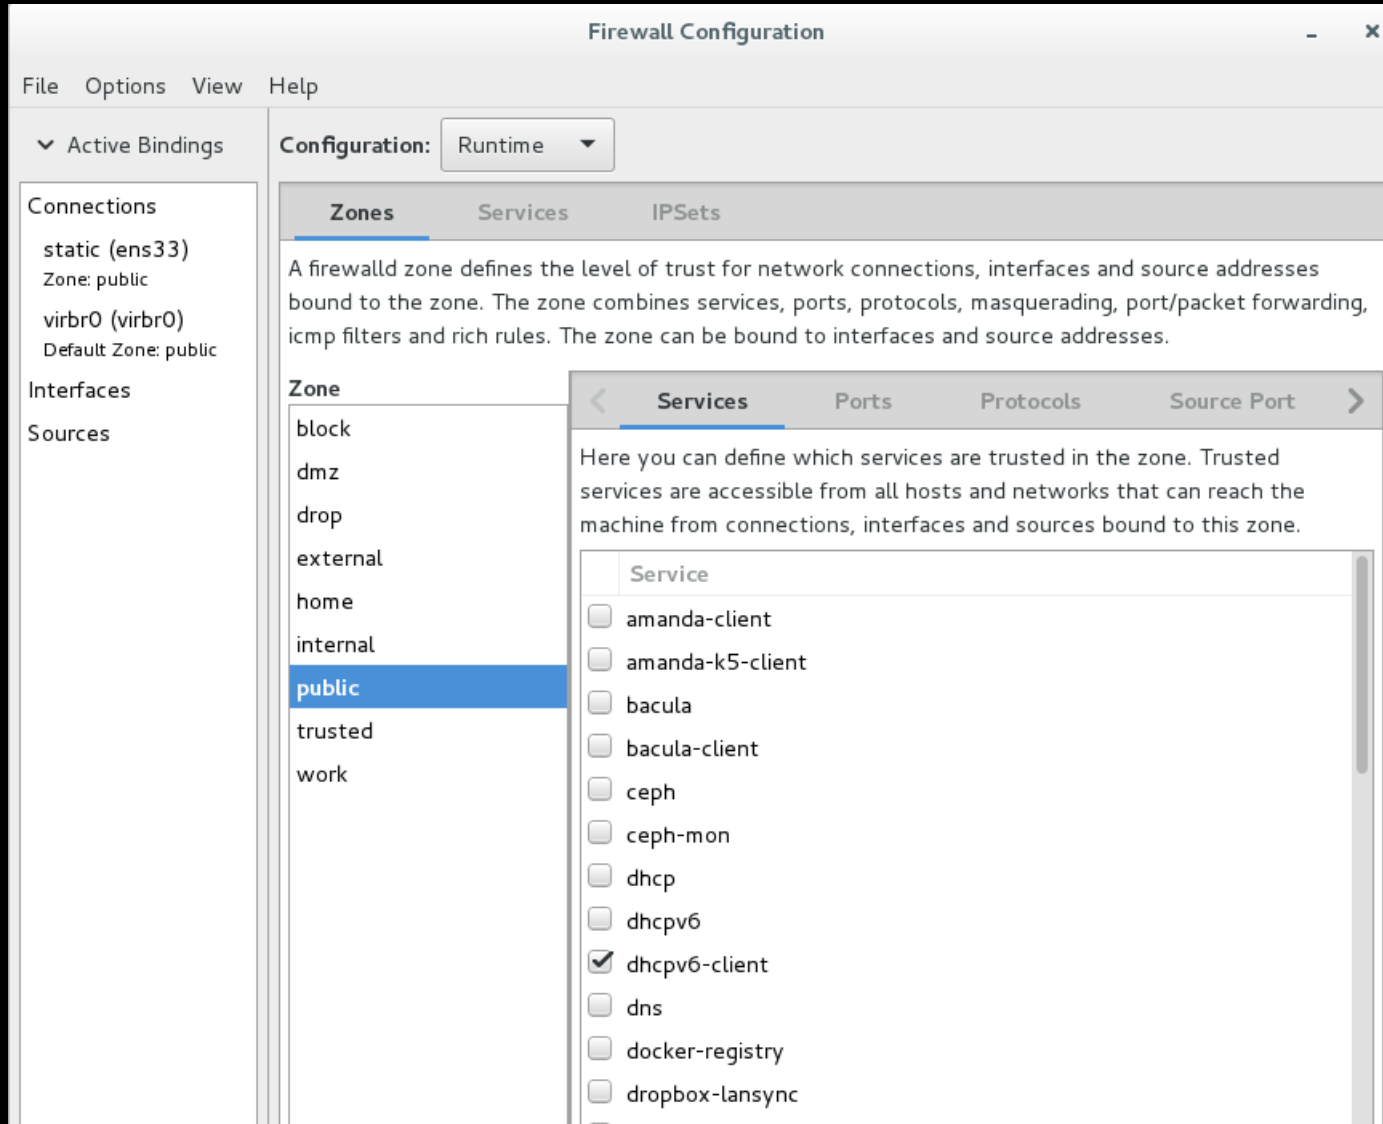 Firewall Configuration
File Options View Help
Active Bindings
Connections
static (ens33)
Zone: public
virbr0 (virbr0)
Default Zone: public
Interfaces
Sources
Configuration: Runtime
Zones Services IPSets
A firewalld zone defines the level of trust for network connections, interfaces and source addresses
bound to the zone. The zone combines services, ports, protocols, masquerading, port/packet forwarding,
icmp filters and rich rules. The zone can be bound to interfaces and source addresses.
Zone
block
dmz
drop
external
home
internal
public
trusted
work
Services Ports Protocols Source Port
Here you can define which services are trusted in the zone. Trusted
services are accessible from all hosts and networks that can reach the
machine from connections, interfaces and sources bound to this zone.
Service
amanda-client
amanda-k5-client
bacula
bacula-client
ceph
ceph-mon
dhcp
dhcpv6
dhcpv6-client
dns
docker-registry
dropbox-lansync